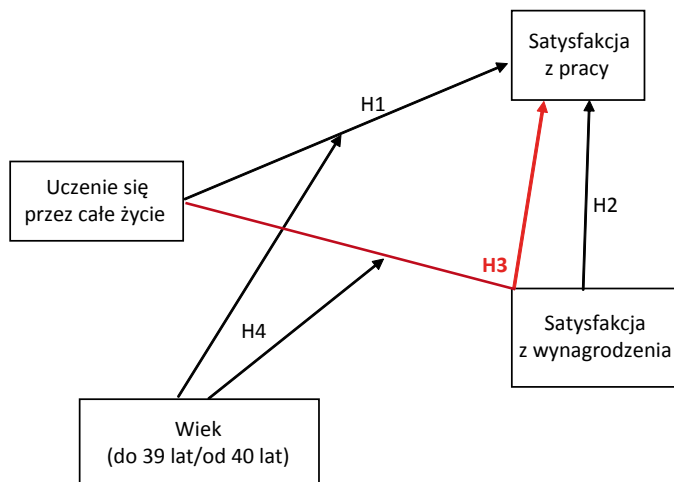 Satysfakcja
z pracy
H1
Uczenie się
przez całe życie
H2
H3
H4
Satysfakcja
z wynagrodzenia
Wiek
(do 39 lat/od 40 lat)